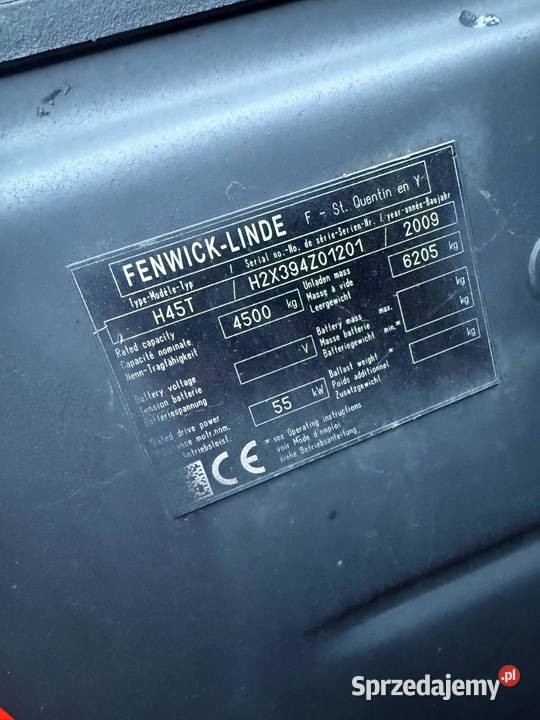 FENWICK-LINDE F - St. Quentin en Y
Type-Modèle-Typ / Serial no.-No. de série-Serien-Nr. / year-année-Baujahr
H45T / H2X394Z01201 / 2009
Rated capacity
Capacité nominale
Nenn-Tragfähigkeit
4500 kg
Unladen mass
Masse à vide
Leergewicht
6205 kg
Battery voltage
Tension batterie
Batteriespannung
V
Battery mass max.
Masse batterie
Batteriegewicht min.*
kg
kg
Rated drive power
motr.nom.
Antriebsleist.
55 kW
Ballast weight *
Poids additionnel
Zusatzgewicht
kg
* see Operating instructions
voir Mode d'emploi
siehe Betriebsanleitung
CE
Sprzedajemy.pl